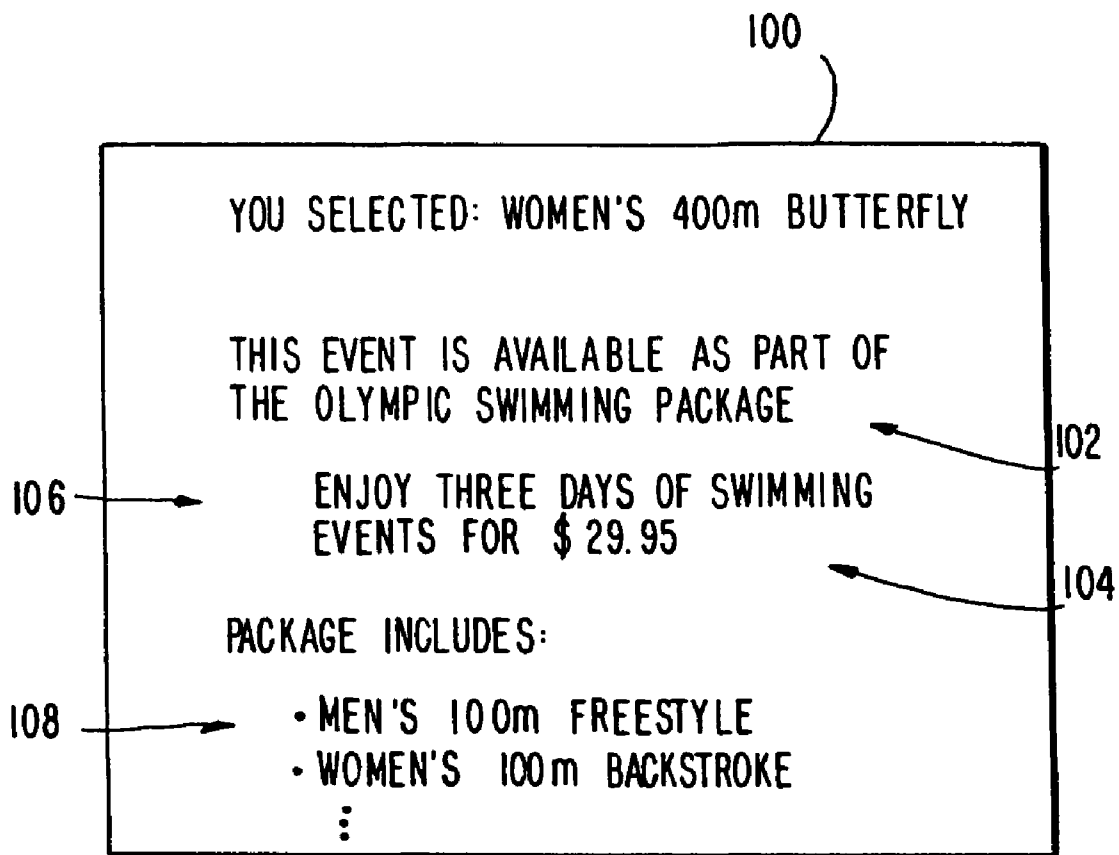 100
YOU SELECTED: WOMEN'S 400m BUTTERFLY
THIS EVENT IS AVAILABLE AS PART OF
THE OLYMPIC SWIMMING PACKAGE
102
106
ENJOY THREE DAYS OF SWIMMING
EVENTS FOR $29.95
104
PACKAGE INCLUDES:
108
• MEN'S 100m FREESTYLE
• WOMEN'S 100m BACKSTROKE
⋮